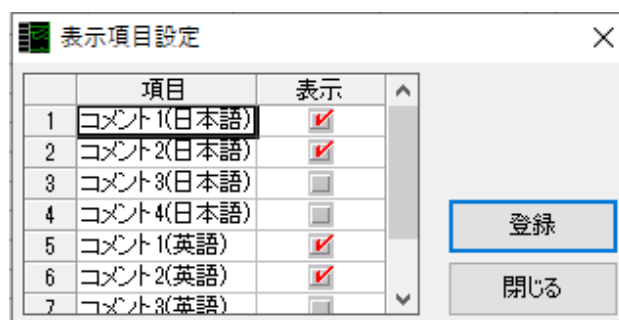 表示項目設定
項目 表示
1 コメント1(日本語)
2 コメント2(日本語)
3 コメント3(日本語)
4 コメント4(日本語)
5 コメント1(英語)
6 コメント2(英語)
7 コメント3(英語)
登録
閉じる